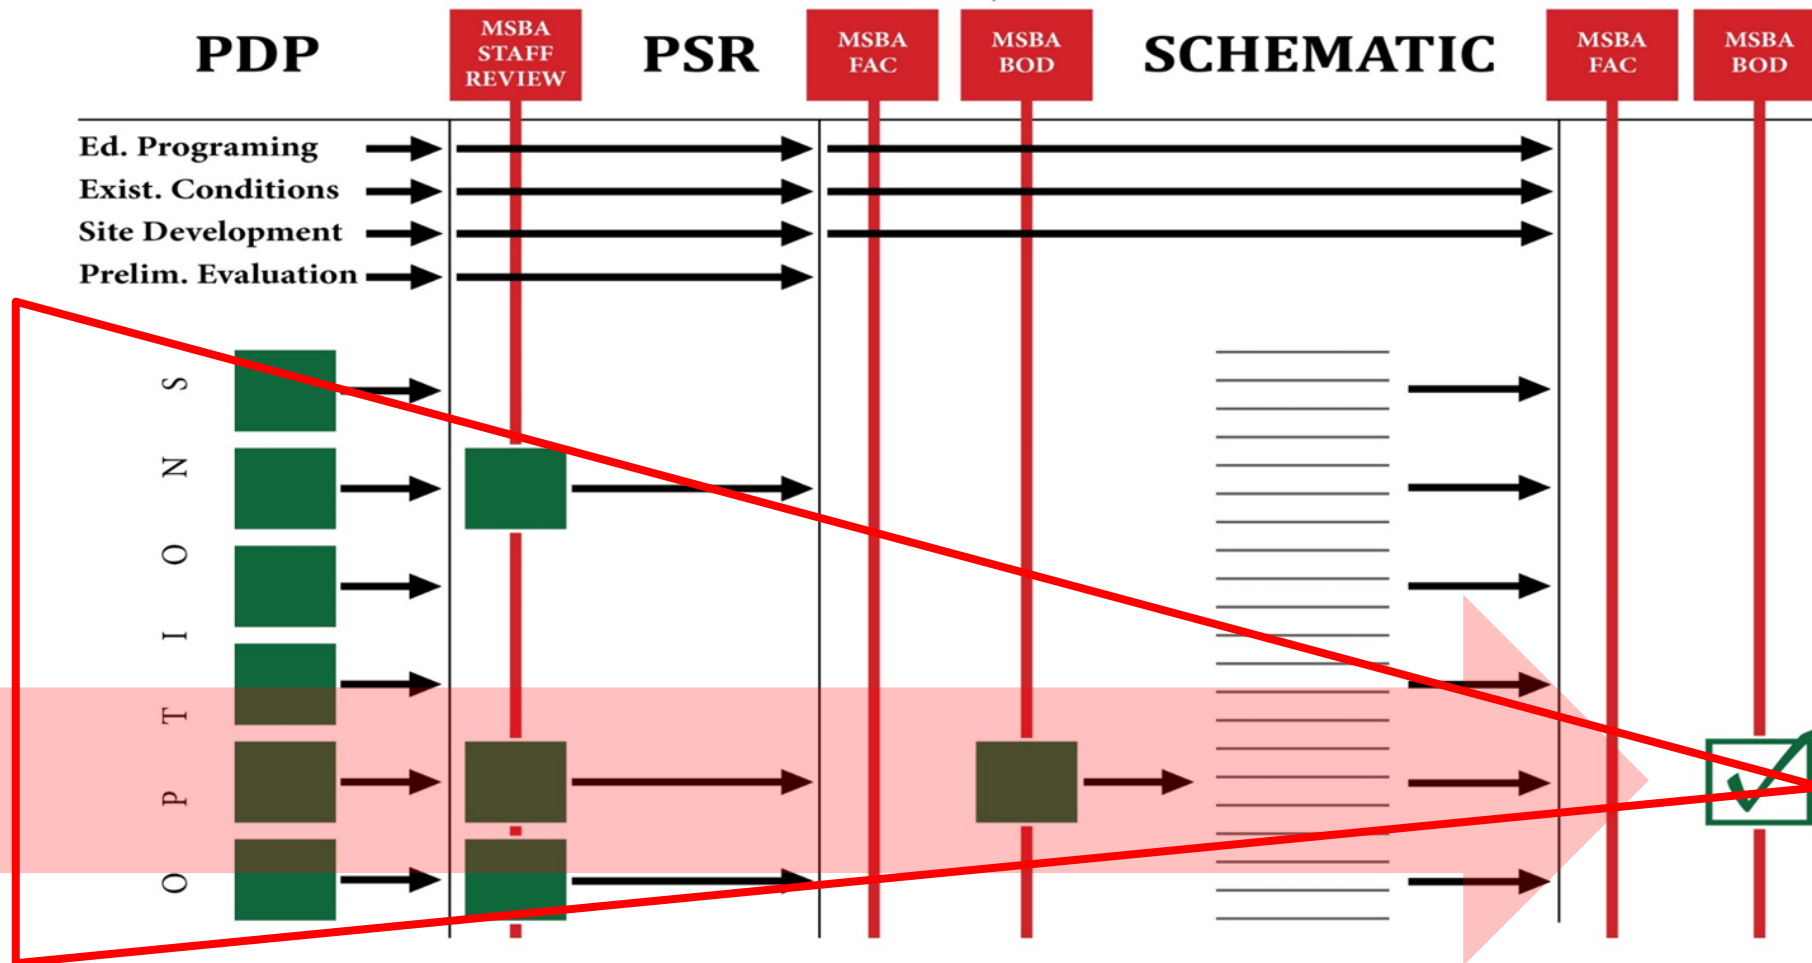 PDP
MSBA
STAFF
REVIEW
PSR
MSBA
FAC
MSBA
BOD
SCHEMATIC
MSBA
FAC
MSBA
BOD
Ed. Programing
Exist. Conditions
Site Development
Prelim. Evaluation
OPTIONS